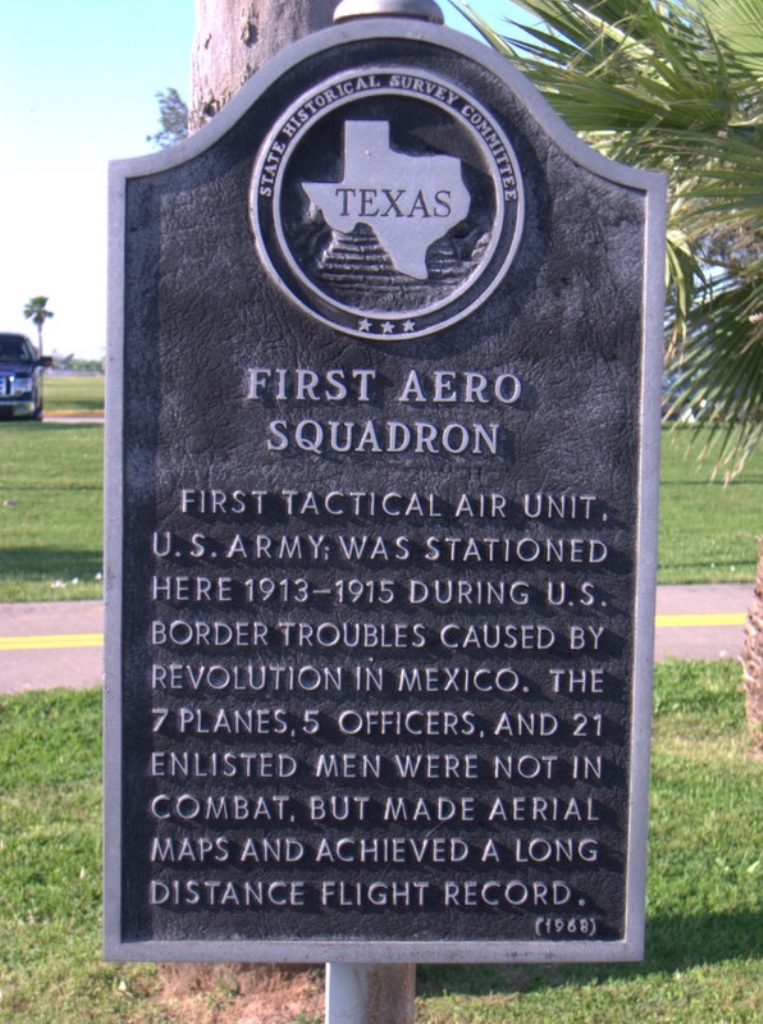 STATE HISTORICAL SURVEY COMMITTEE
TEXAS
FIRST AERO
SQUADRON
FIRST TACTICAL AIR UNIT,
U.S. ARMY; WAS STATIONED
HERE 1913-1915 DURING U.S.
BORDER TROUBLES CAUSED BY
REVOLUTION IN MEXICO. THE
7 PLANES, 5 OFFICERS, AND 21
ENLISTED MEN WERE NOT IN
COMBAT, BUT MADE AERIAL
MAPS AND ACHIEVED A LONG
DISTANCE FLIGHT RECORD.
(1968)